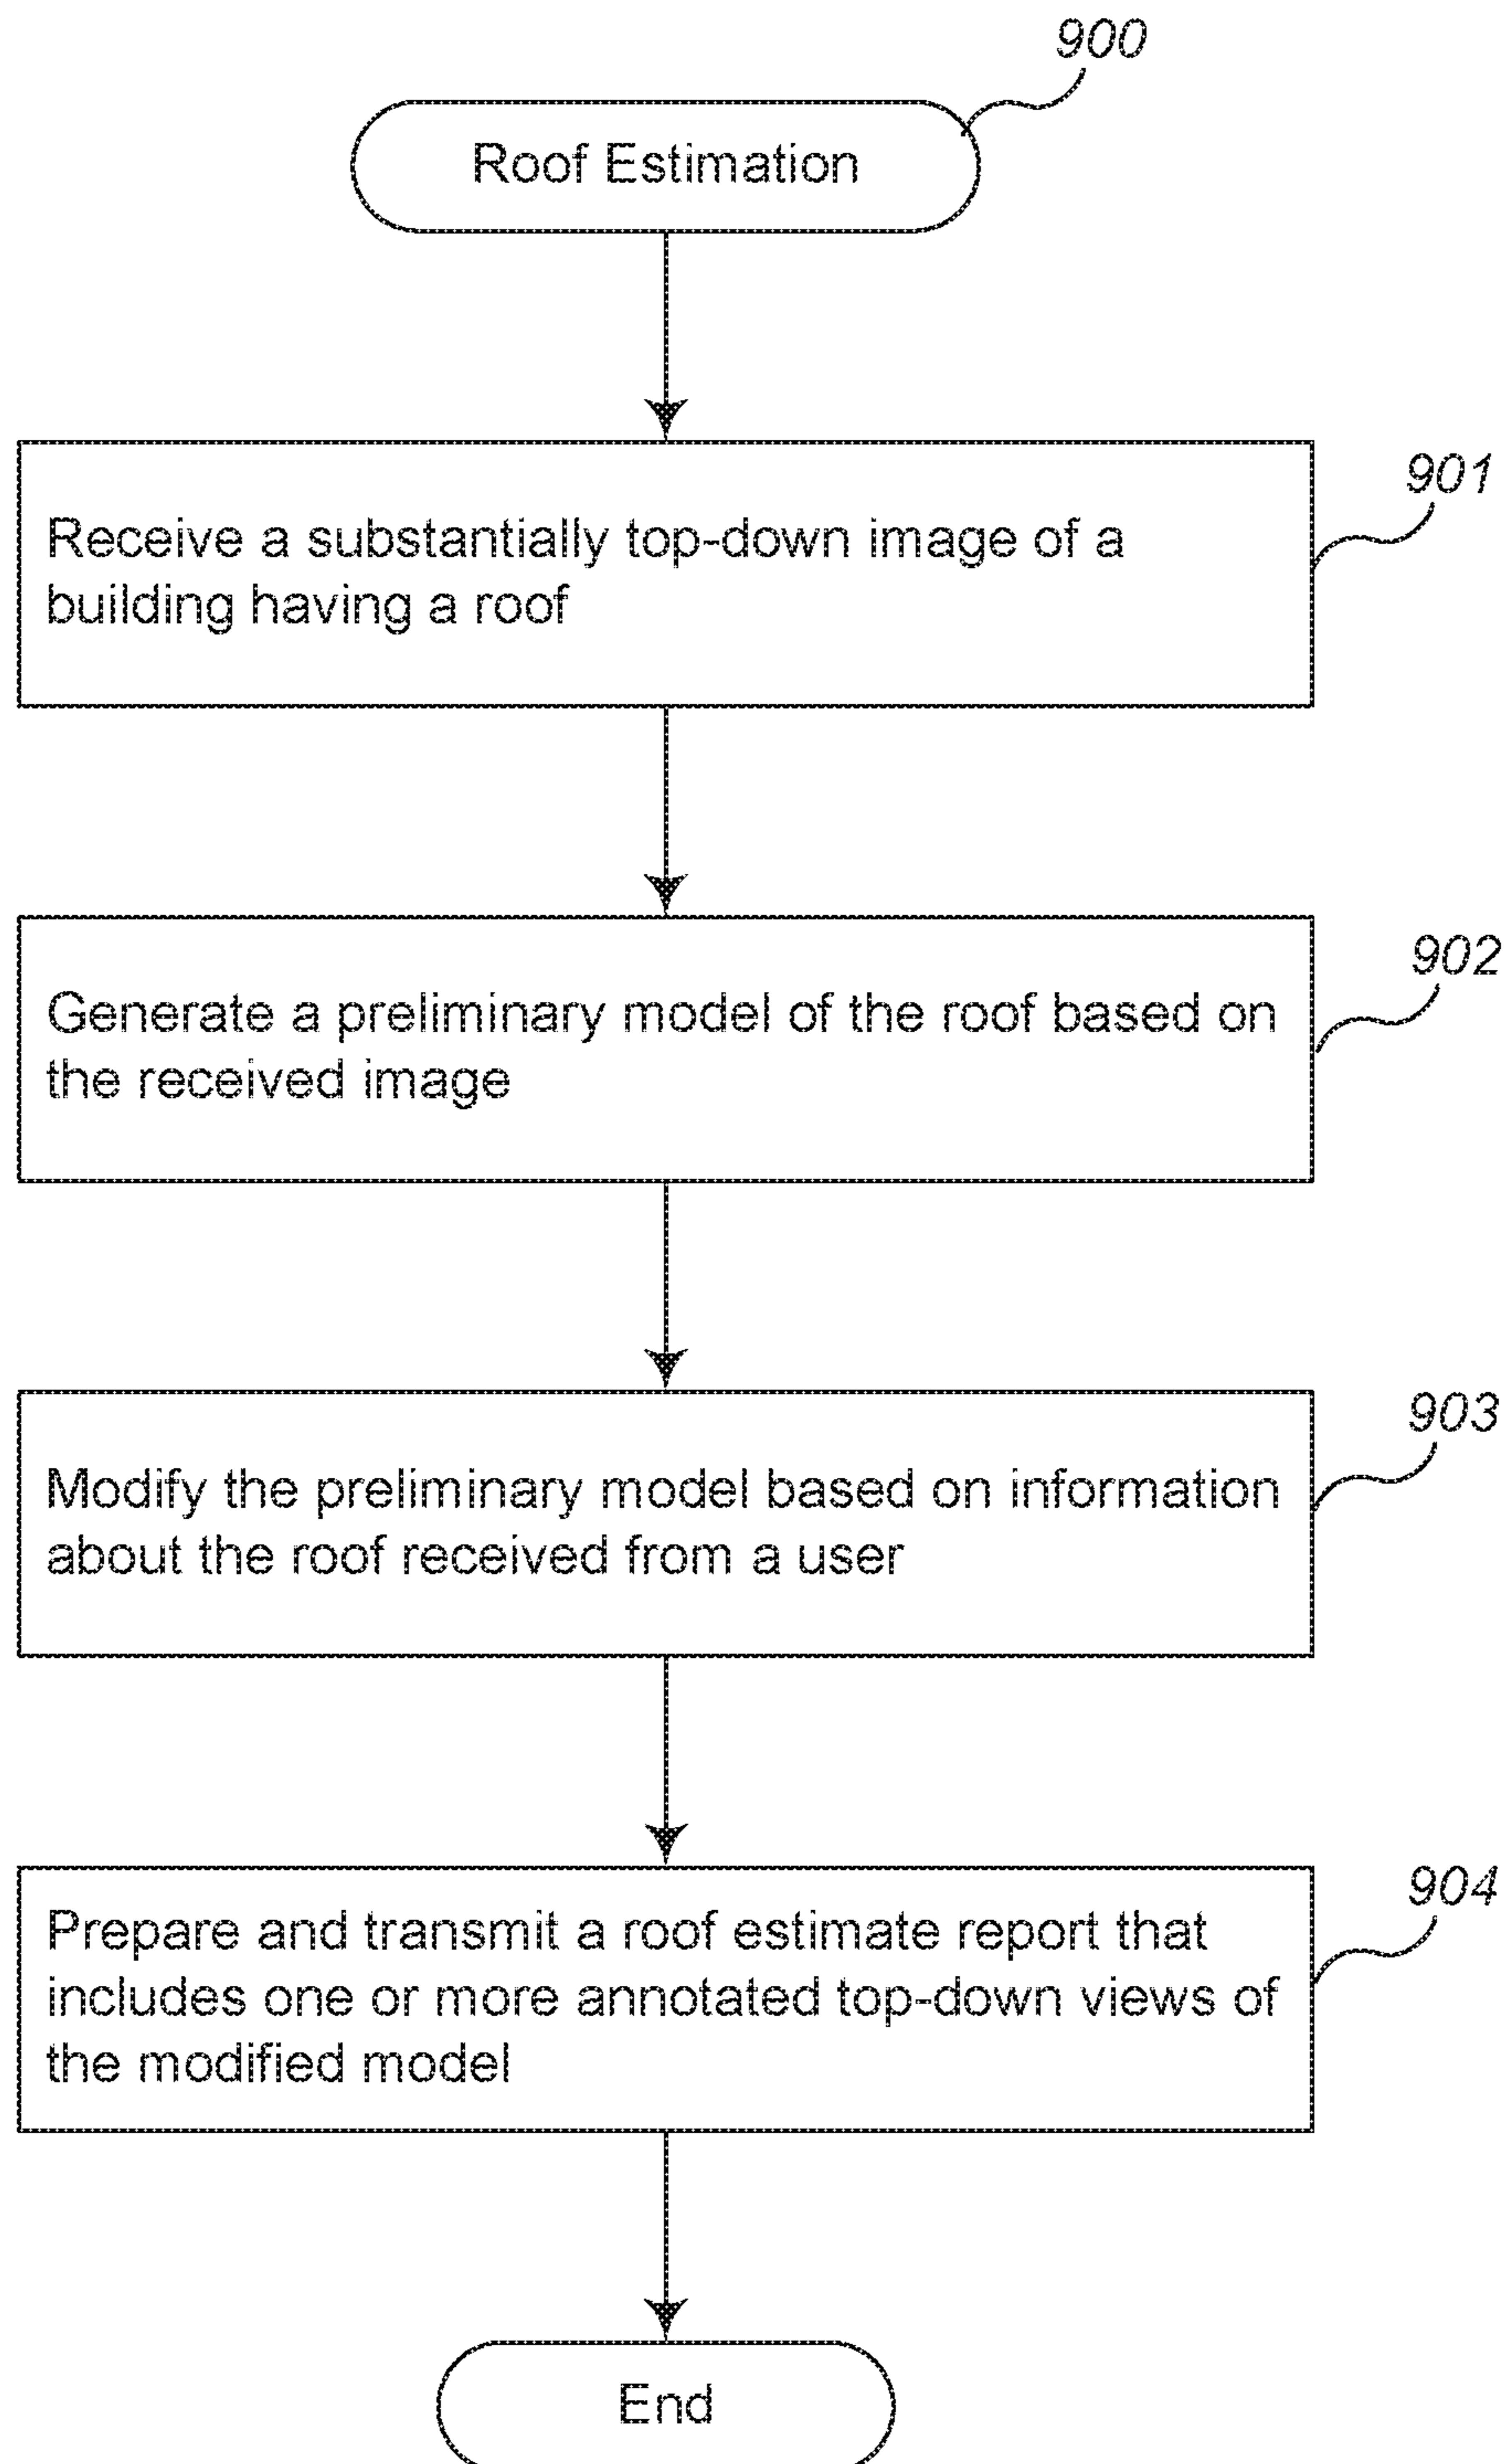 900
Roof Estimation
901
Receive a substantially top-down image of a
building having a roof
902
Generate a preliminary model of the roof based on
the received image
903
Modify the preliminary model based on information
about the roof received from a user
904
Prepare and transmit a roof estimate report that
includes one or more annotated top-down views of
the modified model
End